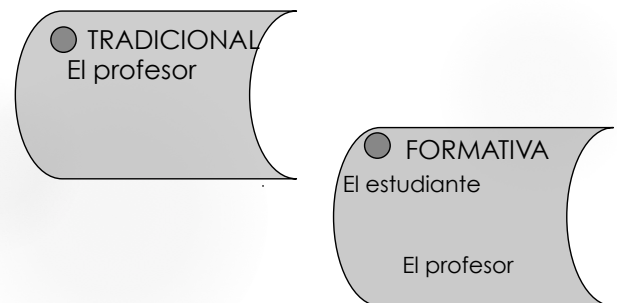 TRADICIONAL
El profesor
FORMATIVA
El estudiante
El profesor